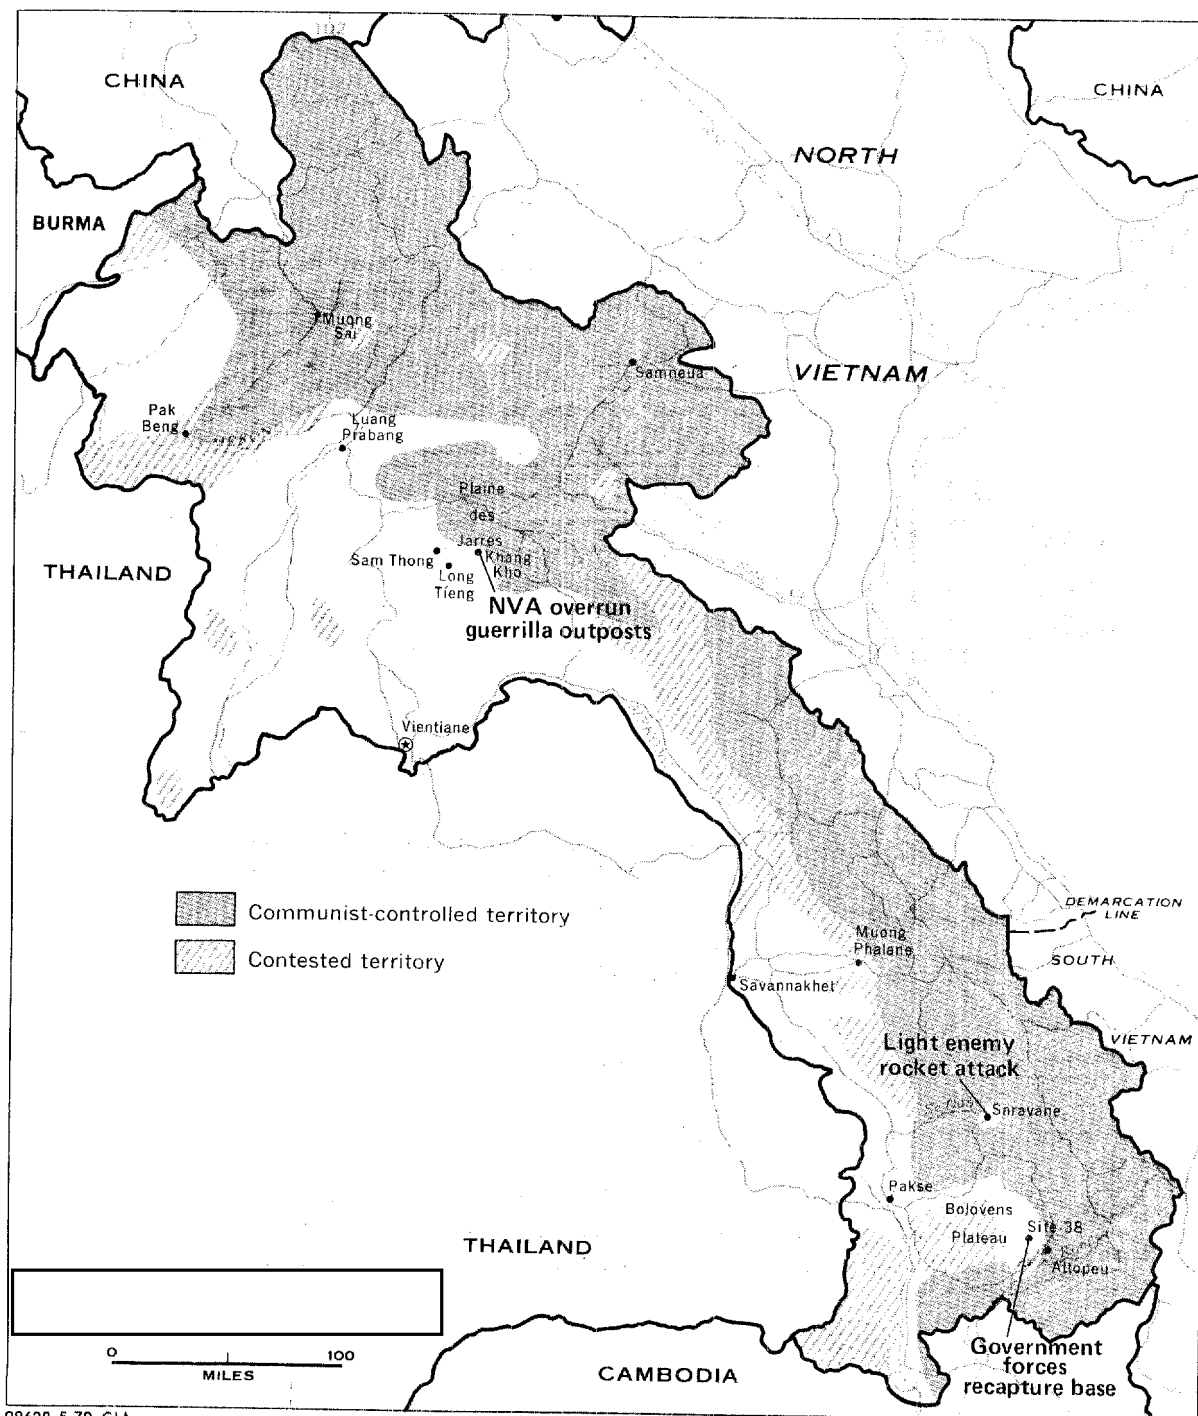 102
CHINA
CHINA
NORTH
BURMA
Muong
Sai
Samneua
VIETNAM
Pak
Beng
Luang
Prabang
Plaine
des
Jarres
Sam Thong
Khang
Kho
THAILAND
Long
Tieng
NVA overrun
guerrilla outposts
Vientiane
Communist-controlled territory
DEMARCATION
LINE
Muong
Phalane
Contested territory
SOUTH
Savannakhet
VIETNAM
Light enemy
rocket attack
Saravane
Pakse
Bolovens
Plateau
Site 38
THAILAND
Attopeu
0 100
MILES
Government
forces
recapture base
CAMBODIA